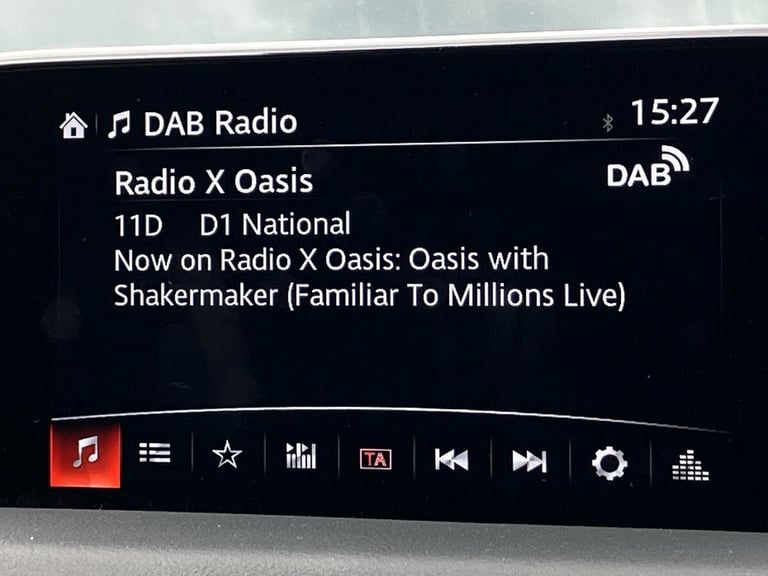 DAB Radio
15:27
Radio X Oasis
DAB
11D D1 National
Now on Radio X Oasis: Oasis with
Shakermaker (Familiar To Millions Live)
TA